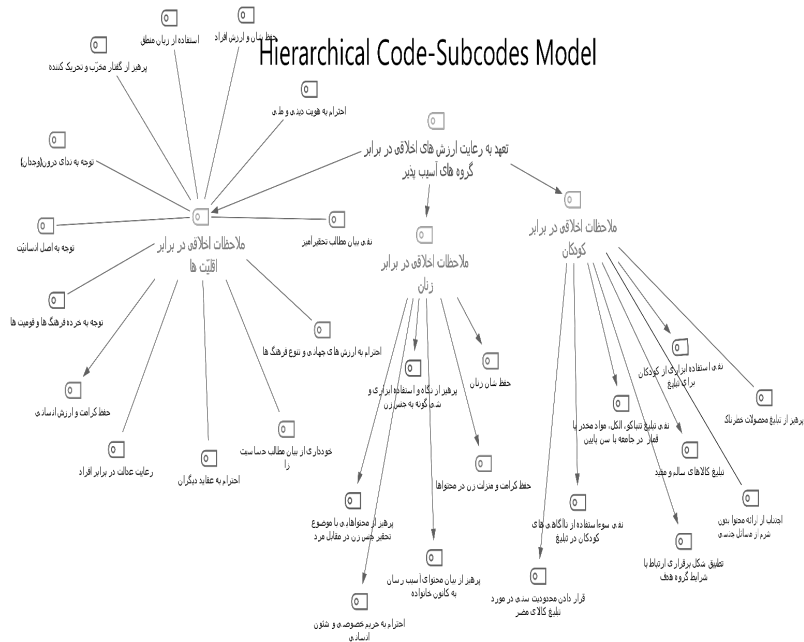 Hierarchical Code-Subcodes Model
حفظ شان و ارزش افراد
استفاده از زبان منطق
پرهیز از گفتار مخرّب و تحریک کننده
احترام به هویت دینی و ملی
توجه به ندای درون(وجدان)
تعهد به رعایت ارزش های اخلاقی در برابر
گروه های آسیب پذیر
توجه به اصل انسانیّت
نفی بیان مطالب تحقیرآمیز
ملاحظات اخلاقی در برابر
اقلیّت ها
ملاحظات اخلاقی در برابر
زنان
ملاحظات اخلاقی در برابر
کودکان
توجه به خرده فرهنگ ها و قومیت ها
احترام به ارزش های جهانی و تنوع فرهنگ ها
حفظ کرامت و ارزش انسانی
رعایت عدالت در برابر افراد
احترام به عقاید دیگران
خودداری از بیان مطالب حساسیت
زا
پرهیز از نگاه و استفاده ابزاری و
شی گونه به جنس زن
حفظ شان زنان
حفظ کرامت و منزلت زن در محتواها
پرهیز از محتواهایی با موضوع
تحقیر جنس زن در مقابل مرد
پرهیز از بیان محتوای آسیب رسان
به کانون خانواده
احترام به حریم خصوصی و شئون
انسانی
نفی استفاده ابزاری از کودکان
برای تبلیغ
پرهیز از تبلیغ محصولات خطرناک
نفی تبلیغ تنباکو، الکل، مواد مخدر یا
قمار در جامعه با سن پایین
تبلیغ کالاهای سالم و مفید
نفی سوءاستفاده از ناآگاهی های
کودکان در تبلیغ
اجتناب از ارائه محتوا بدون
شرم از مسائل جنسی
تطبیق شکل برقراری ارتباط با
شرایط گروه هدف
قرار دادن محدودیت سنی در مورد
تبلیغ کالای مضر